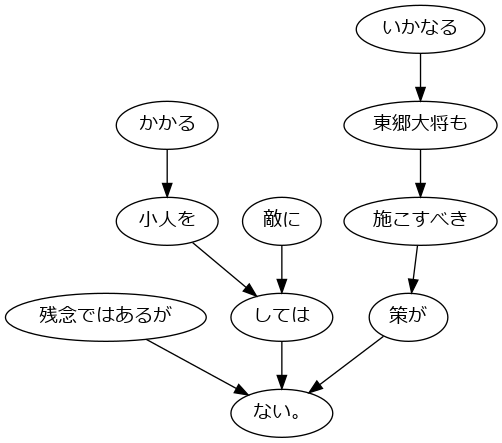 いかなる
かかる
東郷大将も
小人を
敵に
施こすべき
残念ではあるが
しては
策が
ない。